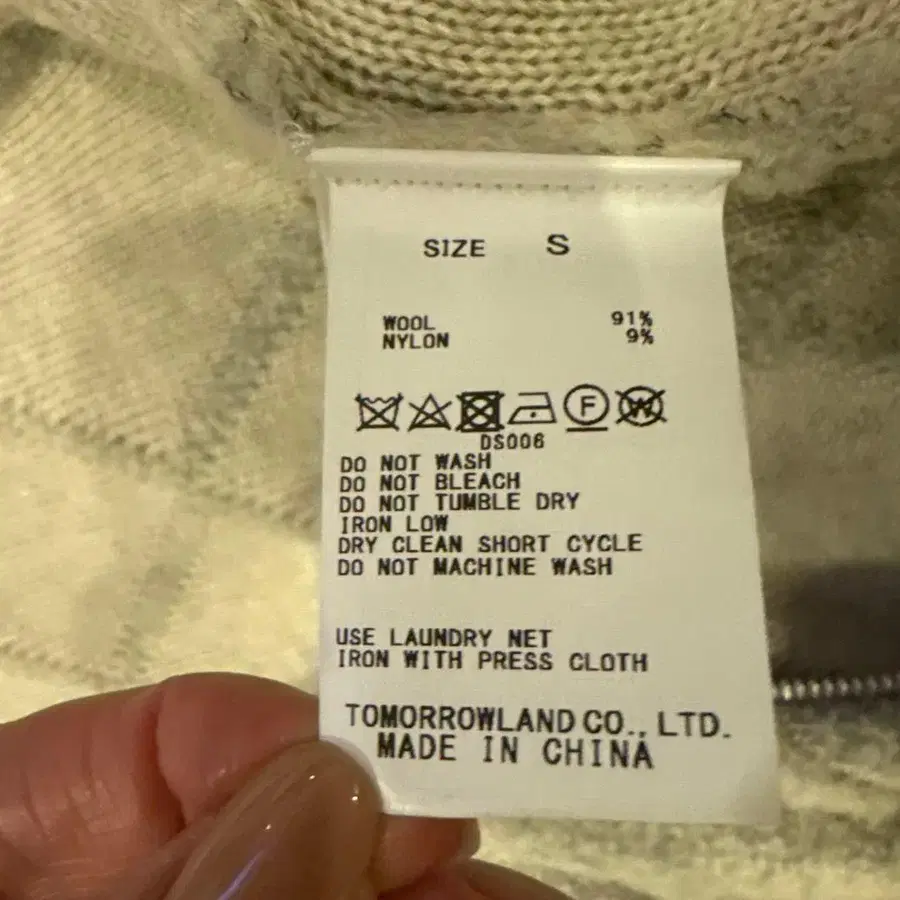 SIZE S
WOOL 91%
NYLON 9%
F W
DS006
DO NOT WASH
DO NOT BLEACH
DO NOT TUMBLE DRY
IRON LOW
DRY CLEAN SHORT CYCLE
DO NOT MACHINE WASH
USE LAUNDRY NET
IRON WITH PRESS CLOTH
TOMORROWLAND CO., LTD.
MADE IN CHINA